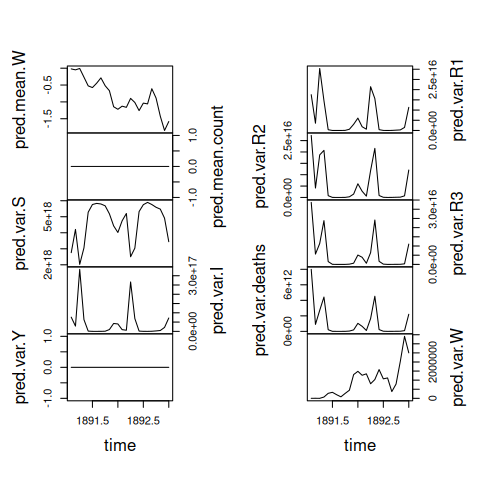 pred.mean.W
-0.5
-1.5
pred.mean.count
1.0
0.0
-1.0
pred.var.S
5e+18
2e+18
pred.var.I
3.0e+17
0.0e+00
pred.var.Y
1.0
0.0
-1.0
1891.5
1892.5
time
pred.var.R1
2.5e+16
0.0e+00
pred.var.R2
2.5e+16
0.0e+00
pred.var.R3
3.0e+16
0.0e+00
pred.var.deaths
6e+12
0e+00
pred.var.W
2000000
0
1891.5
1892.5
time